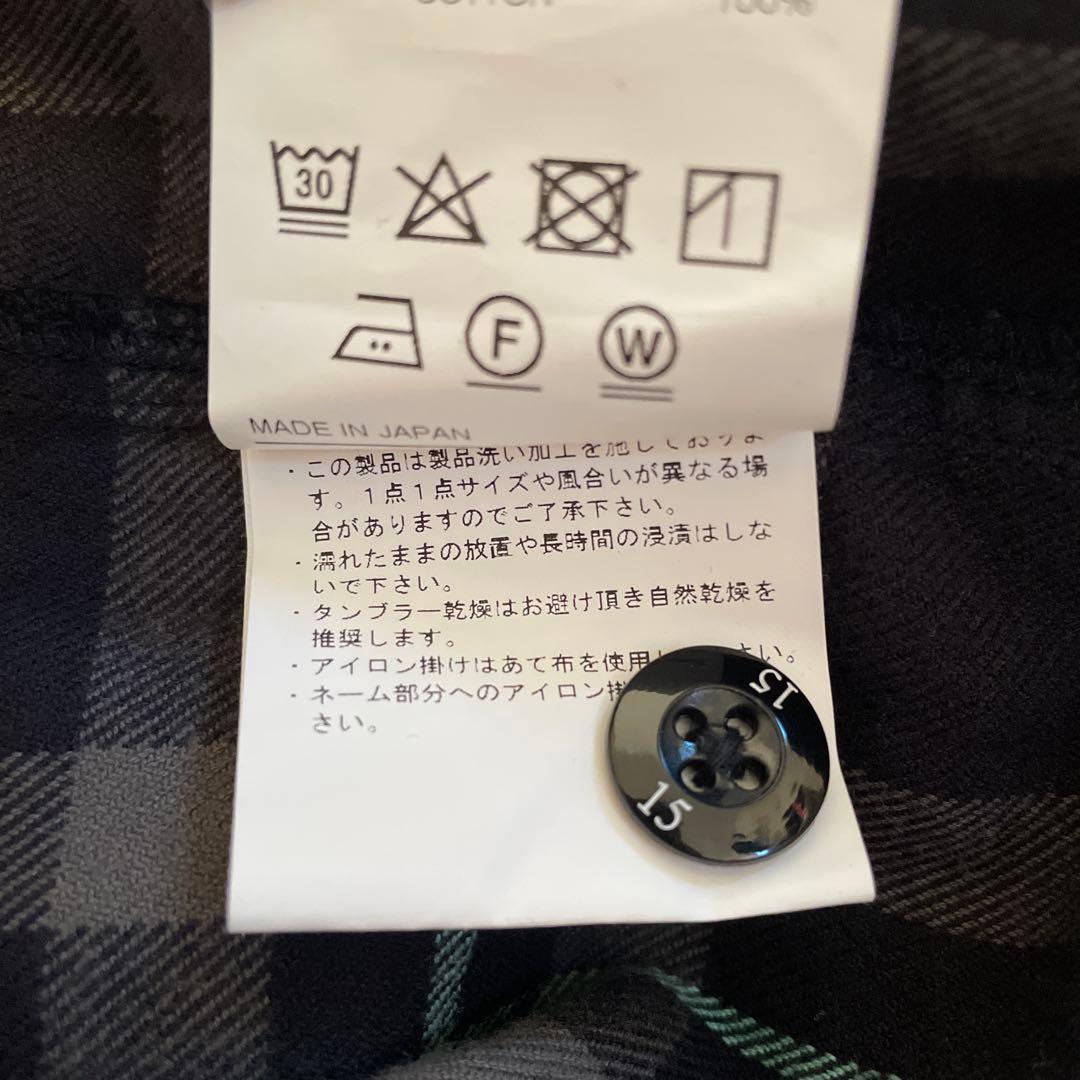 COTTON 100%
30
F W
MADE IN JAPAN
・この製品は製品洗い加工を施しておりま
す。１点１点サイズや風合いが異なる場
合がありますのでご了承下さい。
・濡れたままの放置や長時間の浸漬はしな
いで下さい。
・タンブラー乾燥はお避け頂き自然乾燥を
推奨します。
・アイロン掛けはあて布を使用し さい。
・ネーム部分へのアイロン掛
さい。
15
15